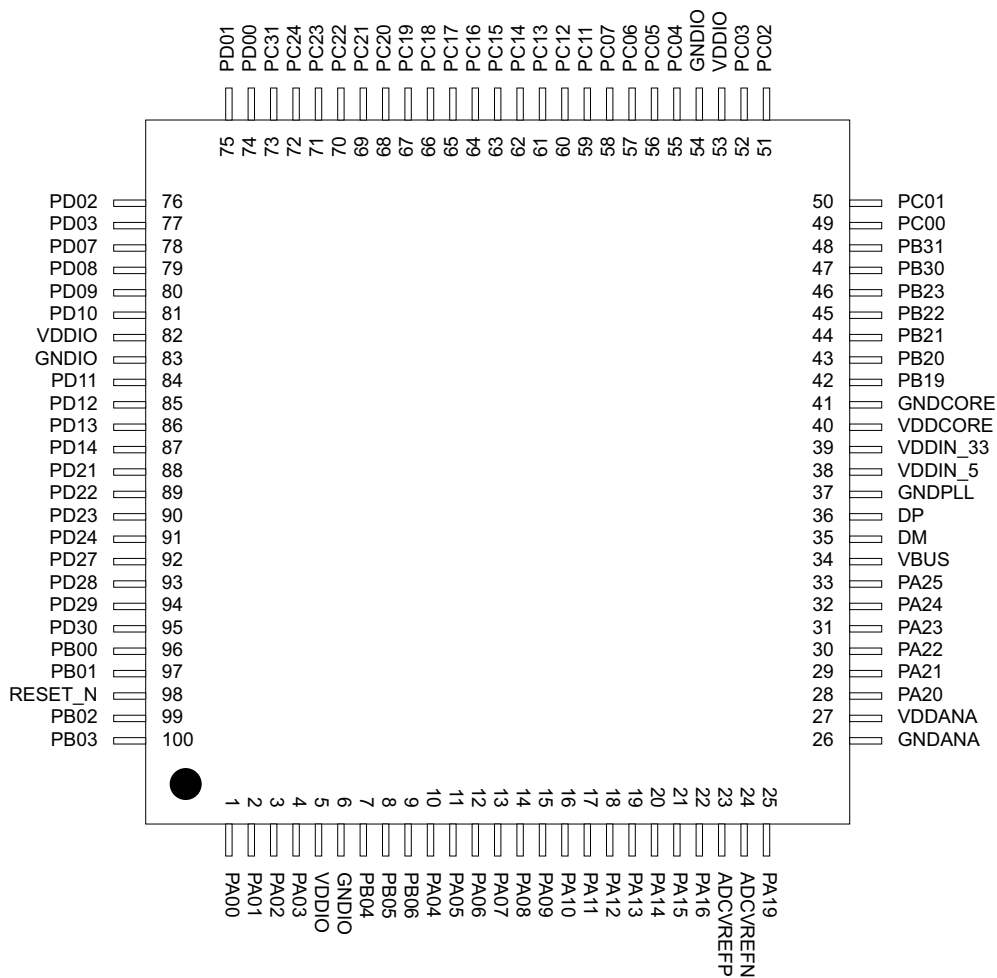 PD01 PD00 PC31 PC24 PC23 PC22 PC21 PC20 PC19 PC18 PC17 PC16 PC15 PC14 PC13 PC12 PC11 PC07 PC06 PC05 PC04 GNDIO VDDIO PC03 PC02
75 74 73 72 71 70 69 68 67 66 65 64 63 62 61 60 59 58 57 56 55 54 53 52 51
PD02 76 50 PC01
PD03 77 49 PC00
PD07 78 48 PB31
PD08 79 47 PB30
PD09 80 46 PB23
PD10 81 45 PB22
VDDIO 82 44 PB21
GNDIO 83 43 PB20
PD11 84 42 PB19
PD12 85 41 GNDCORE
PD13 86 40 VDDCORE
PD14 87 39 VDDIN_33
PD21 88 38 VDDIN_5
PD22 89 37 GNDPLL
PD23 90 36 DP
PD24 91 35 DM
PD27 92 34 VBUS
PD28 93 33 PA25
PD29 94 32 PA24
PD30 95 31 PA23
PB00 96 30 PA22
PB01 97 29 PA21
RESET_N 98 28 PA20
PB02 99 27 VDDANA
PB03 100 26 GNDANA
1 2 3 4 5 6 7 8 9 10 11 12 13 14 15 16 17 18 19 20 21 22 23 24 25
PA00 PA01 PA02 PA03 VDDIO GNDIO PB04 PB05 PB06 PA04 PA05 PA06 PA07 PA08 PA09 PA10 PA11 PA12 PA13 PA14 PA15 PA16 ADCVREFP ADCVREFN PA19